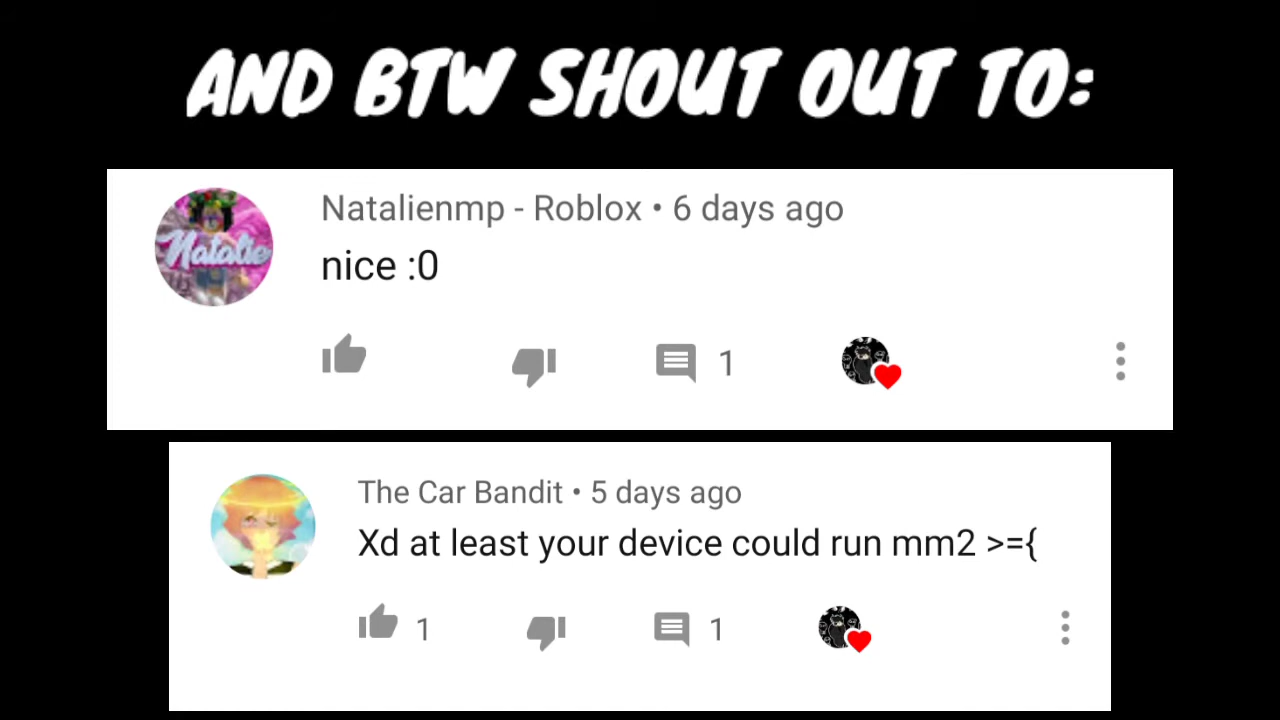 AND BTW SHOUT OUT TO:
Natalienmp - Roblox • 6 days ago
Natalie
nice :0
1
The Car Bandit • 5 days ago
Xd at least your device could run mm2 >={
1 1